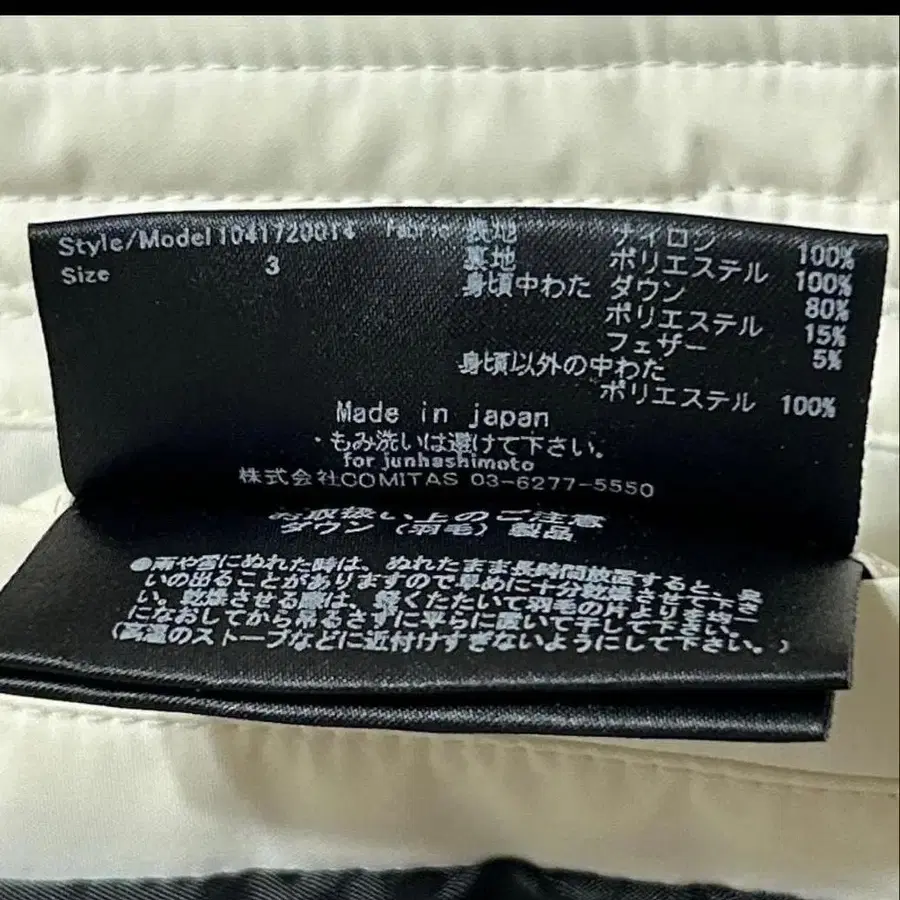 Style/Model 1041720014 Fabric 表地 ナイロン 100%
Size 3 裏地 ポリエステル 100%
身頃中わた ダウン 80%
ポリエステル 15%
フェザー 5%
身頃以外の中わた
ポリエステル 100%
Made in japan
・もみ洗いは避けて下さい。
for junhashimoto
株式会社COMITAS 03-6277-5550
お取扱い上のご注意
ダウン (羽毛) 製品
●雨や雪にぬれた時は、ぬれたまま長時間放置すると、臭
いの出ることがありますので早めに十分乾燥させて下さ
い。乾燥させる際は、軽くたたいて羽毛の片よりを均一
になおしてから吊るさずに平らに置いて干して下さい。
(高温のストーブなどに近付けすぎないようにして下さい。)